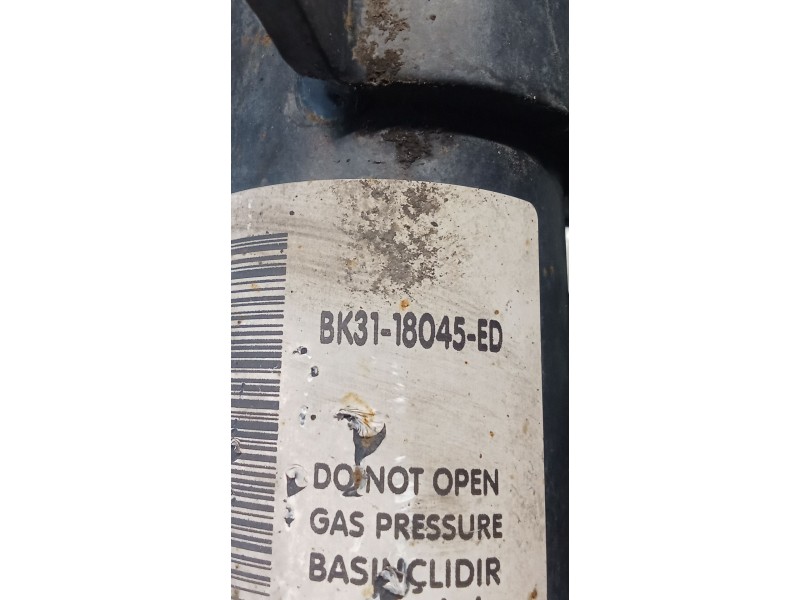 BK31-18045-ED
DO NOT OPEN
GAS PRESSURE
BASINÇLIDIR